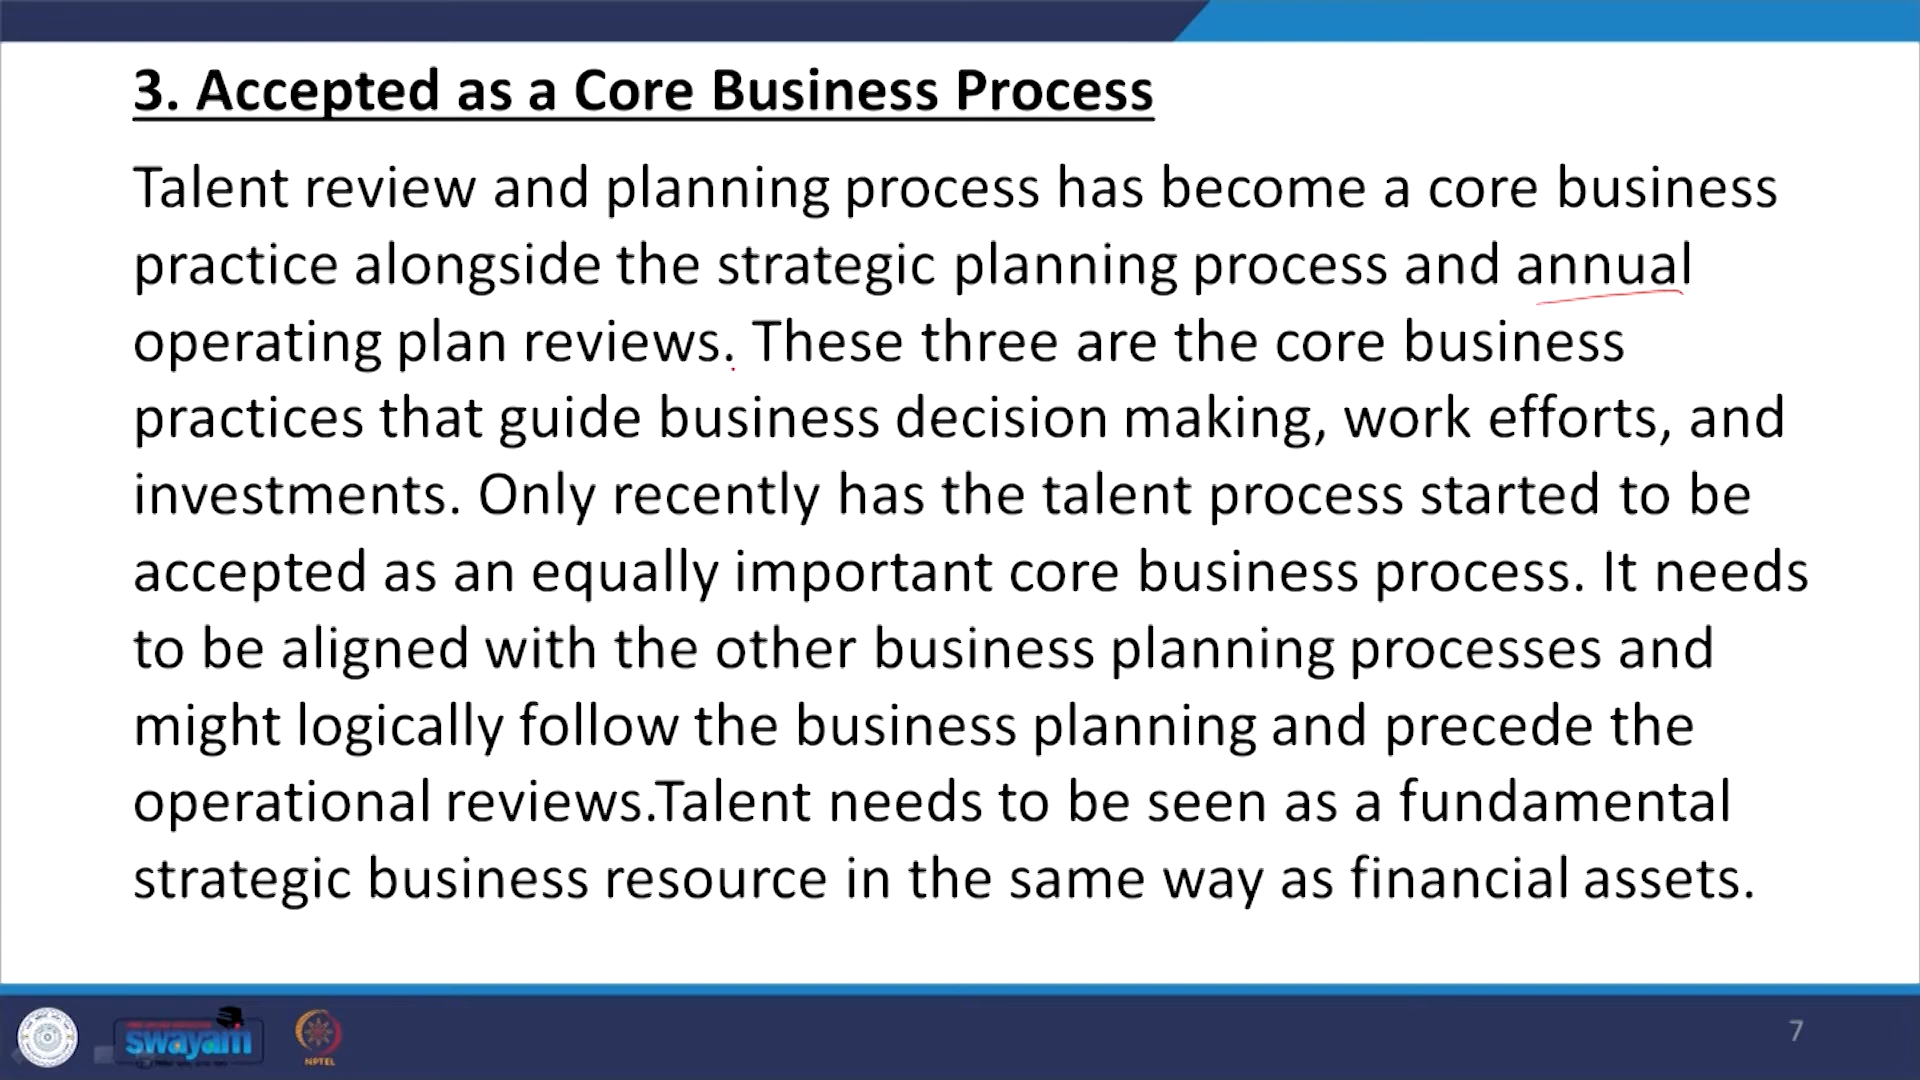 3. Accepted as a Core Business Process
Talent review and planning process has become a core business
practice alongside the strategic planning process and annual
operating plan reviews. These three are the core business
practices that guide business decision making, work efforts, and
investments. Only recently has the talent process started to be
accepted as an equally important core business process. It needs
to be aligned with the other business planning processes and
might logically follow the business planning and precede the
operational reviews.Talent needs to be seen as a fundamental
strategic business resource in the same way as financial assets.
swayam
NPTEL
7